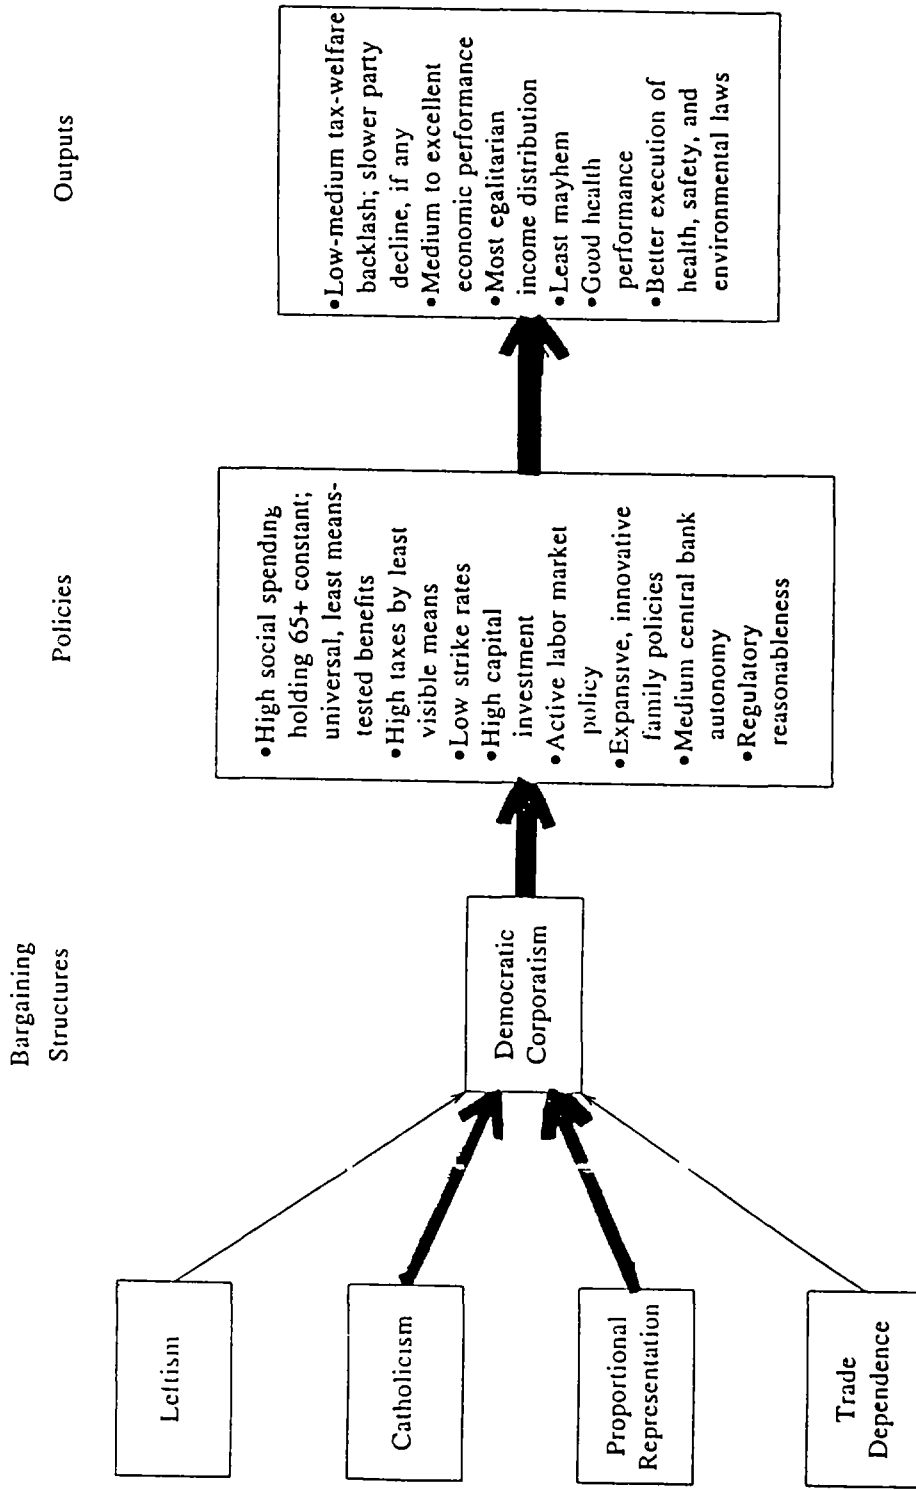 Bargaining
Structures
Policies
Outputs
Leftism
Catholicism
Proportional
Representation
Trade
Dependence
Democratic
Corporatism
•High social spending
holding 65+ constant;
universal, least means-
tested benefits
•High taxes by least
visible means
•Low strike rates
•High capital
investment
•Active labor market
policy
•Expansive, innovative
family policies
•Medium central bank
autonomy
•Regulatory
reasonableness
•Low-medium tax-welfare
backlash; slower party
decline, if any
•Medium to excellent
economic performance
•Most egalitarian
income distribution
•Least mayhem
•Good health
performance
•Better execution of
health, safety, and
environmental laws